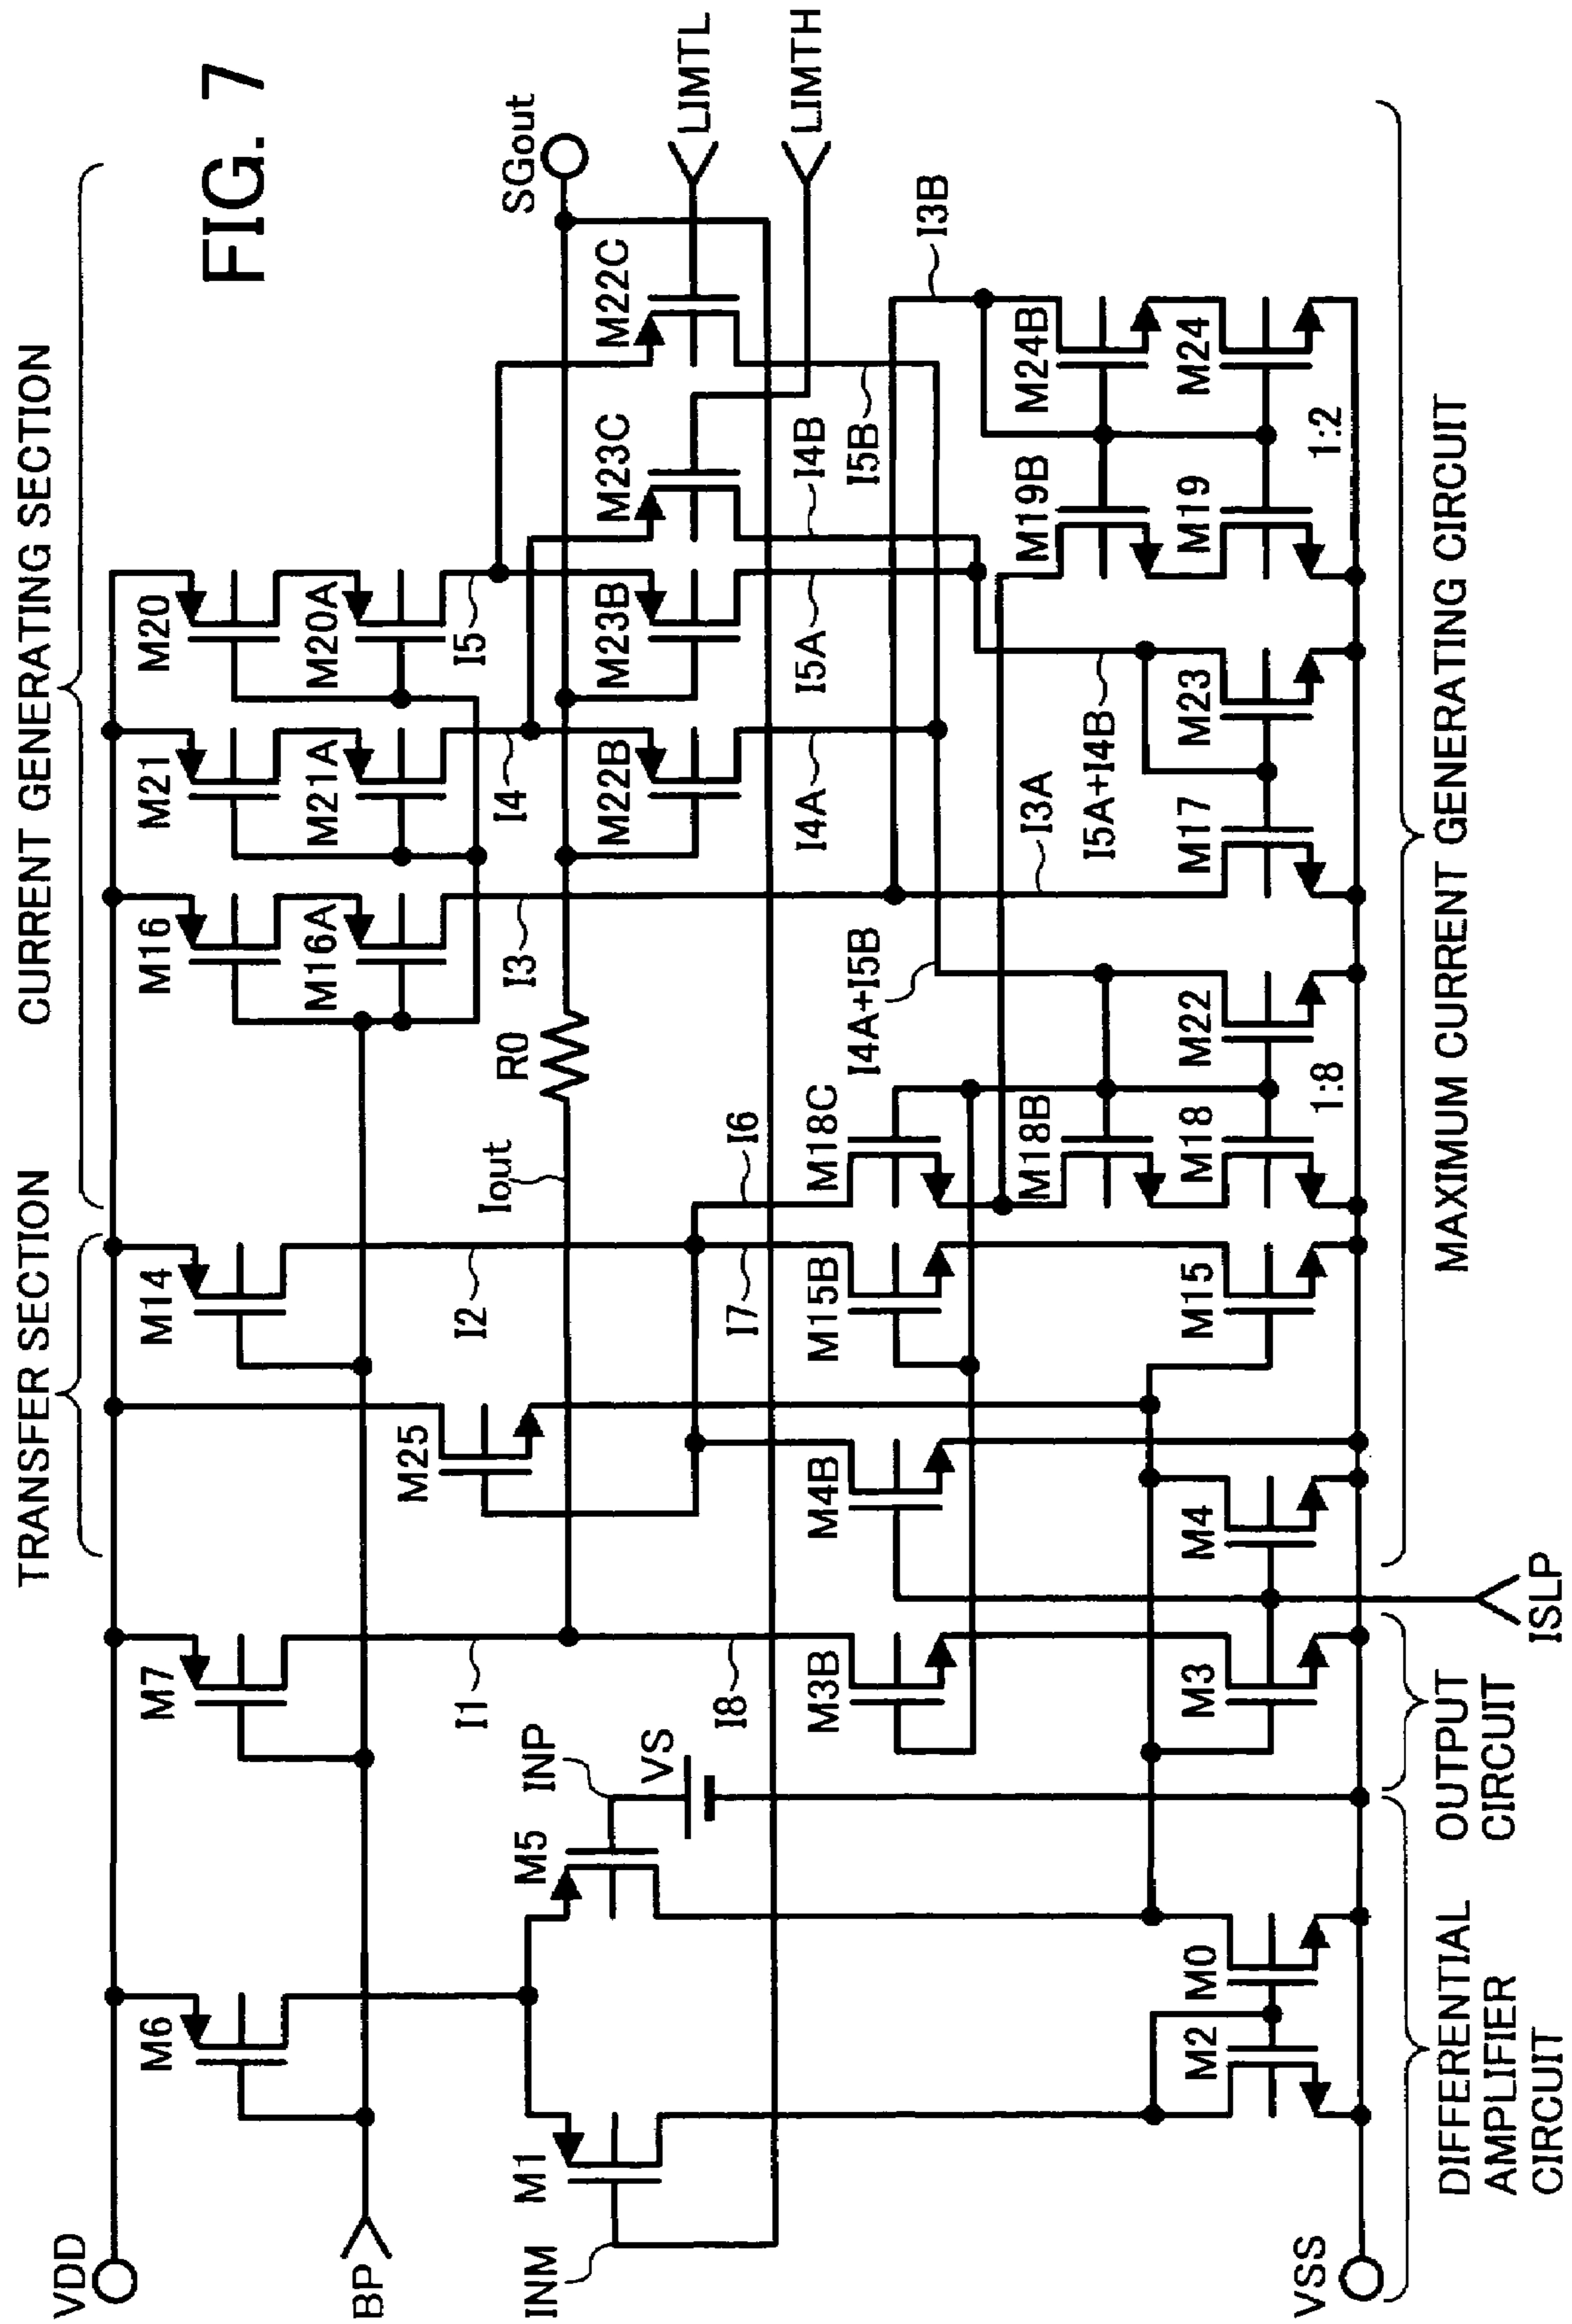 FIG. 7
TRANSFER SECTION
CURRENT GENERATING SECTION
VDD
M6
M7
M14
M16
M21
M20
BP
M25
M16A
M21A
M20A
I1
I2
I3
I4
I5
INM
M1
M5
INP
VS
Iout
R0
SGout
M22B
M23B
M23C
M22C
LIMTL
LIMTH
I8
I7
I6
I4A
I5A
I4B
I5B
M3B
M4B
M15B
M18C
I4A+I5B
I3A
I3B
M18B
I5A+I4B
M19B
M24B
M2
M0
M3
M4
M15
M18
M22
M17
M23
M19
M24
1:8
1:2
VSS
ISLP
DIFFERENTIAL
AMPLIFIER
CIRCUIT
OUTPUT
CIRCUIT
MAXIMUM CURRENT GENERATING CIRCUIT